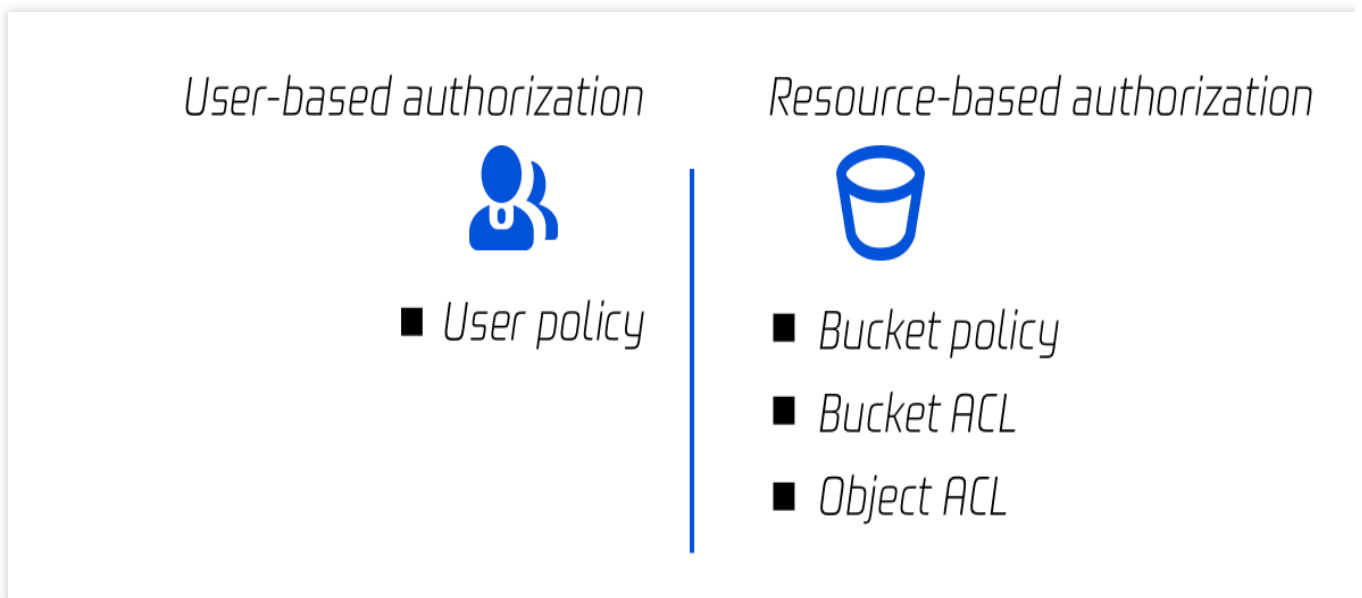 User-based authorization
■ User policy
Resource-based authorization
■ Bucket policy
■ Bucket ACL
■ Object ACL